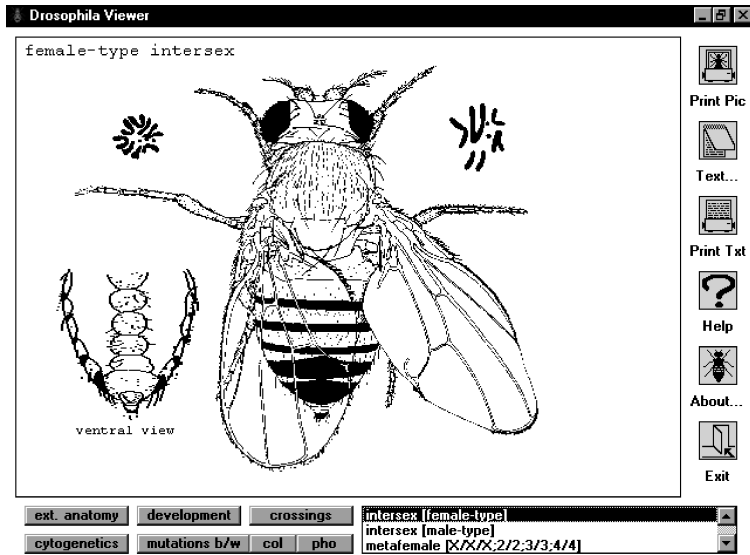 Drosophila Viewer
female-type intersex
ventral view
Print Pic
Text...
Print Txt
Help
About...
Exit
ext. anatomy development crossings
cytogenetics mutations b/w col pho
intersex [female-type]
intersex [male-type]
metafemale [X/X/X;2/2;3/3;4/4]